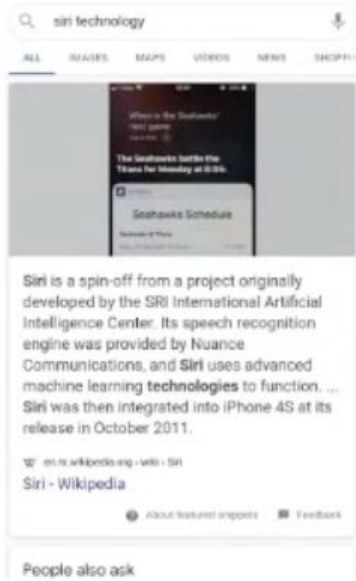 siri technology
ALL IMAGES MAPS VIDEOS NEWS SHOPPI
When is the Seahawks'
next game
The Seahawks battle the
Titans for Monday at
Seahawks Schedule
Siri is a spin-off from a project originally
developed by the SRI International Artificial
Intelligence Center. Its speech recognition
engine was provided by Nuance
Communications, and Siri uses advanced
machine learning technologies to function. ...
Siri was then integrated into iPhone 4S at its
release in October 2011.
en.m.wikipedia.org › wiki › Siri
Siri - Wikipedia
About featured snippets Feedback
People also ask